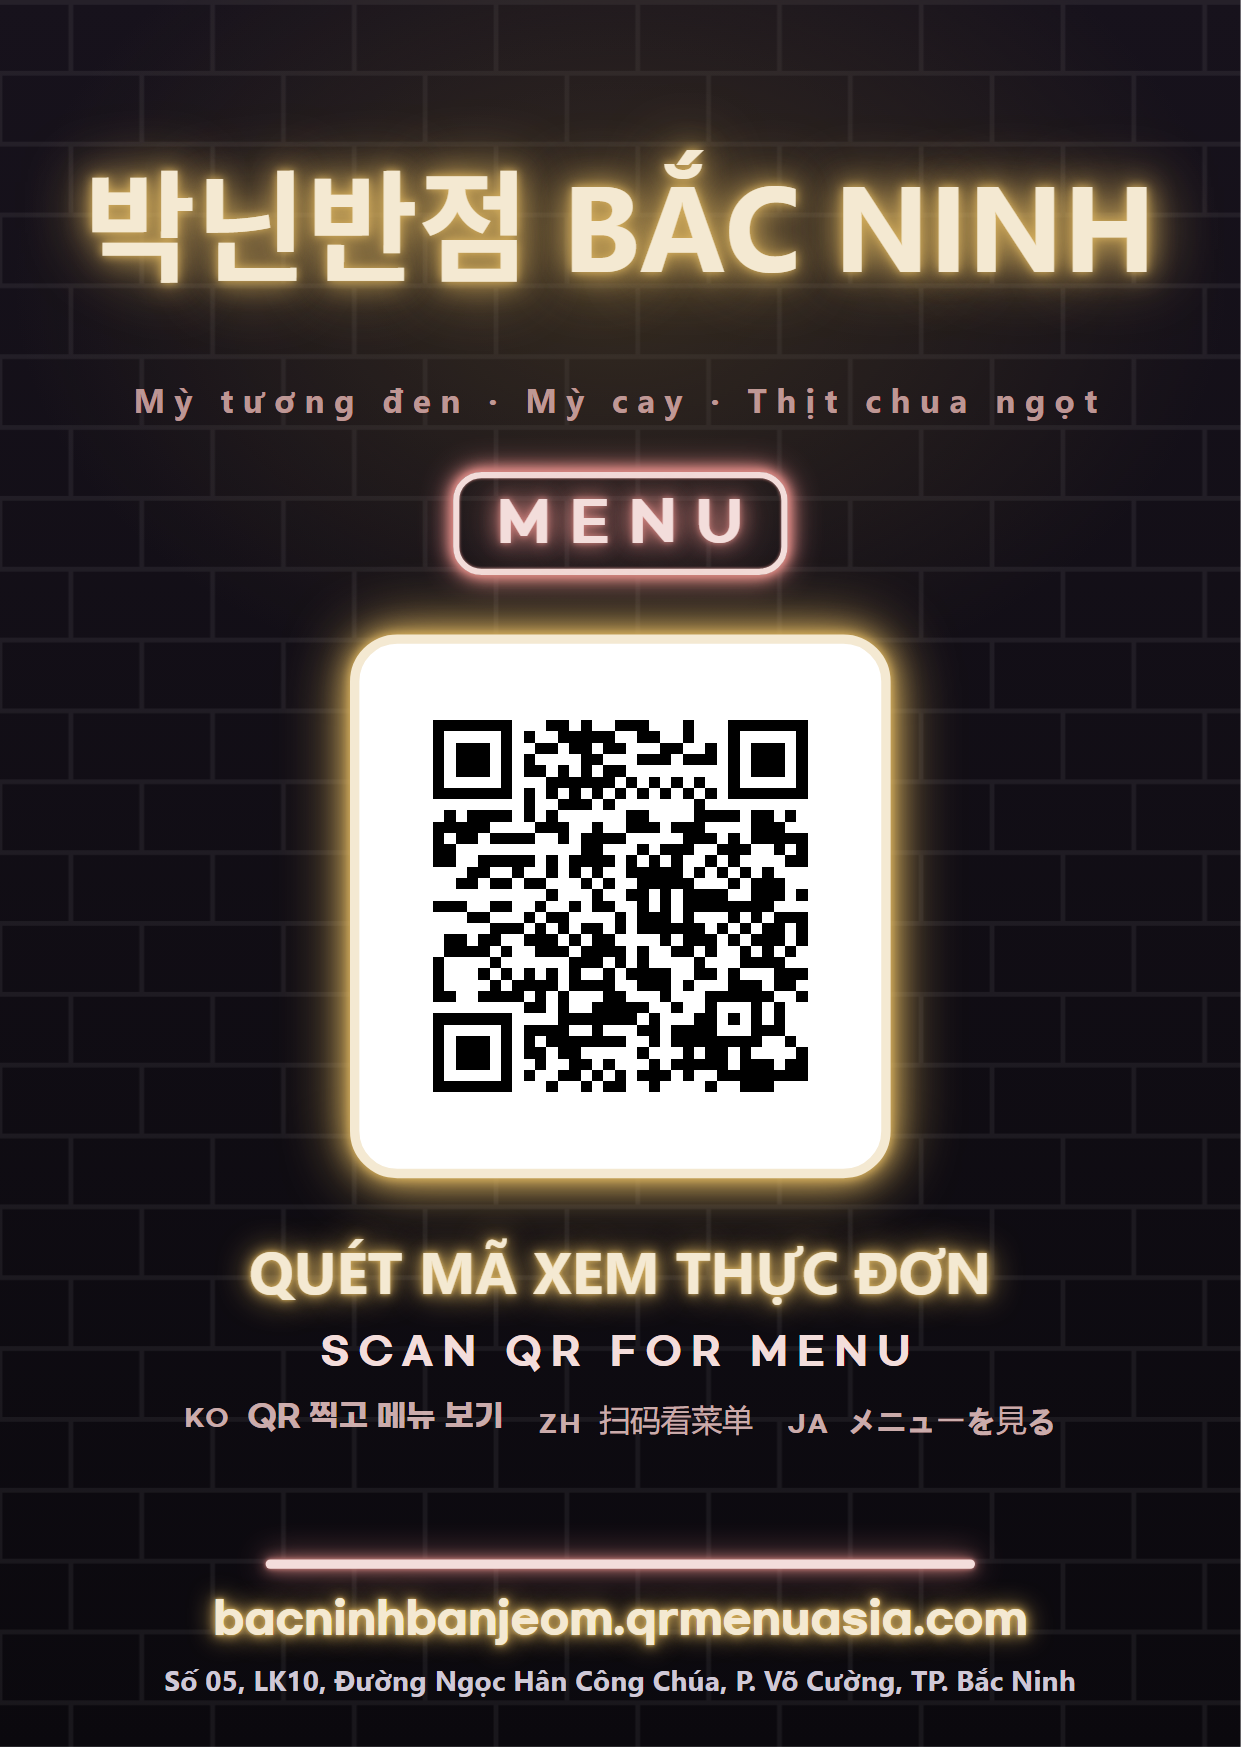 박닌반점 BẮC NINH
Mỳ tương đen · Mỳ cay · Thịt chua ngọt
MENU
QUÉT MÃ XEM THỰC ĐƠN
SCAN QR FOR MENU
KO QR 찍고 메뉴 보기 ZH 扫码看菜单 JA メニューを見る
bacninhbanjeom.qrmenuasia.com
Số 05, LK10, Đường Ngọc Hân Công Chúa, P. Võ Cường, TP. Bắc Ninh